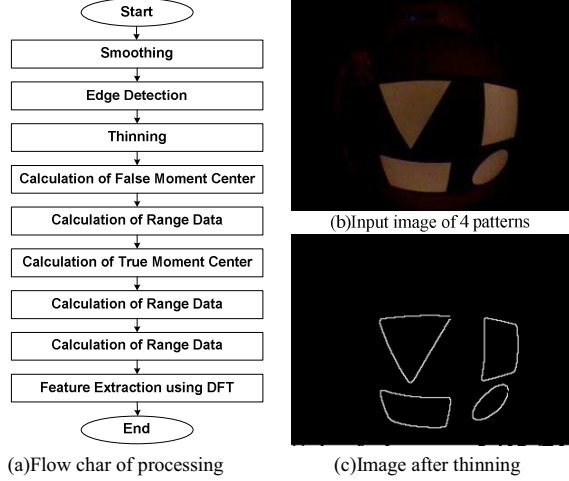 Start
Smoothing
Edge Detection
Thinning
Calculation of False Moment Center
Calculation of Range Data
Calculation of True Moment Center
Calculation of Range Data
Calculation of Range Data
Feature Extraction using DFT
End
(a)Flow char of processing
(b)Input image of 4 patterns
(c)Image after thinning